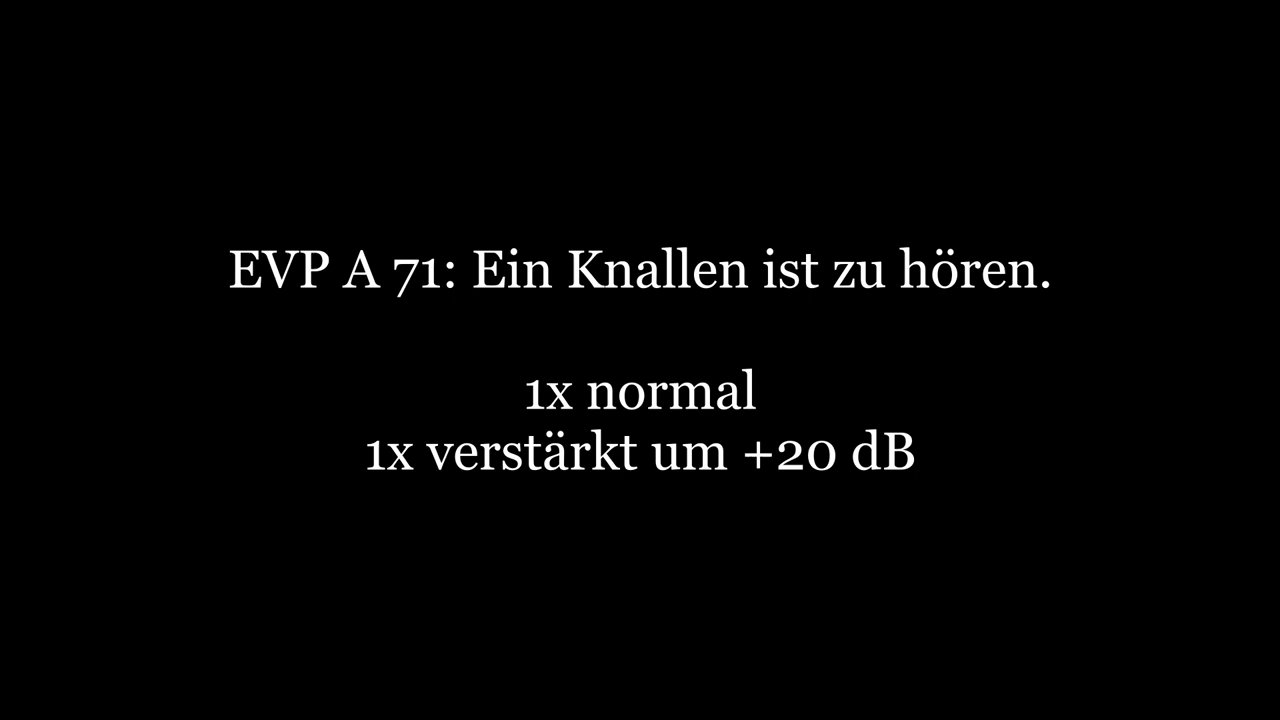 EVP A 71: Ein Knallen ist zu hören.
1x normal
1x verstärkt um +20 dB